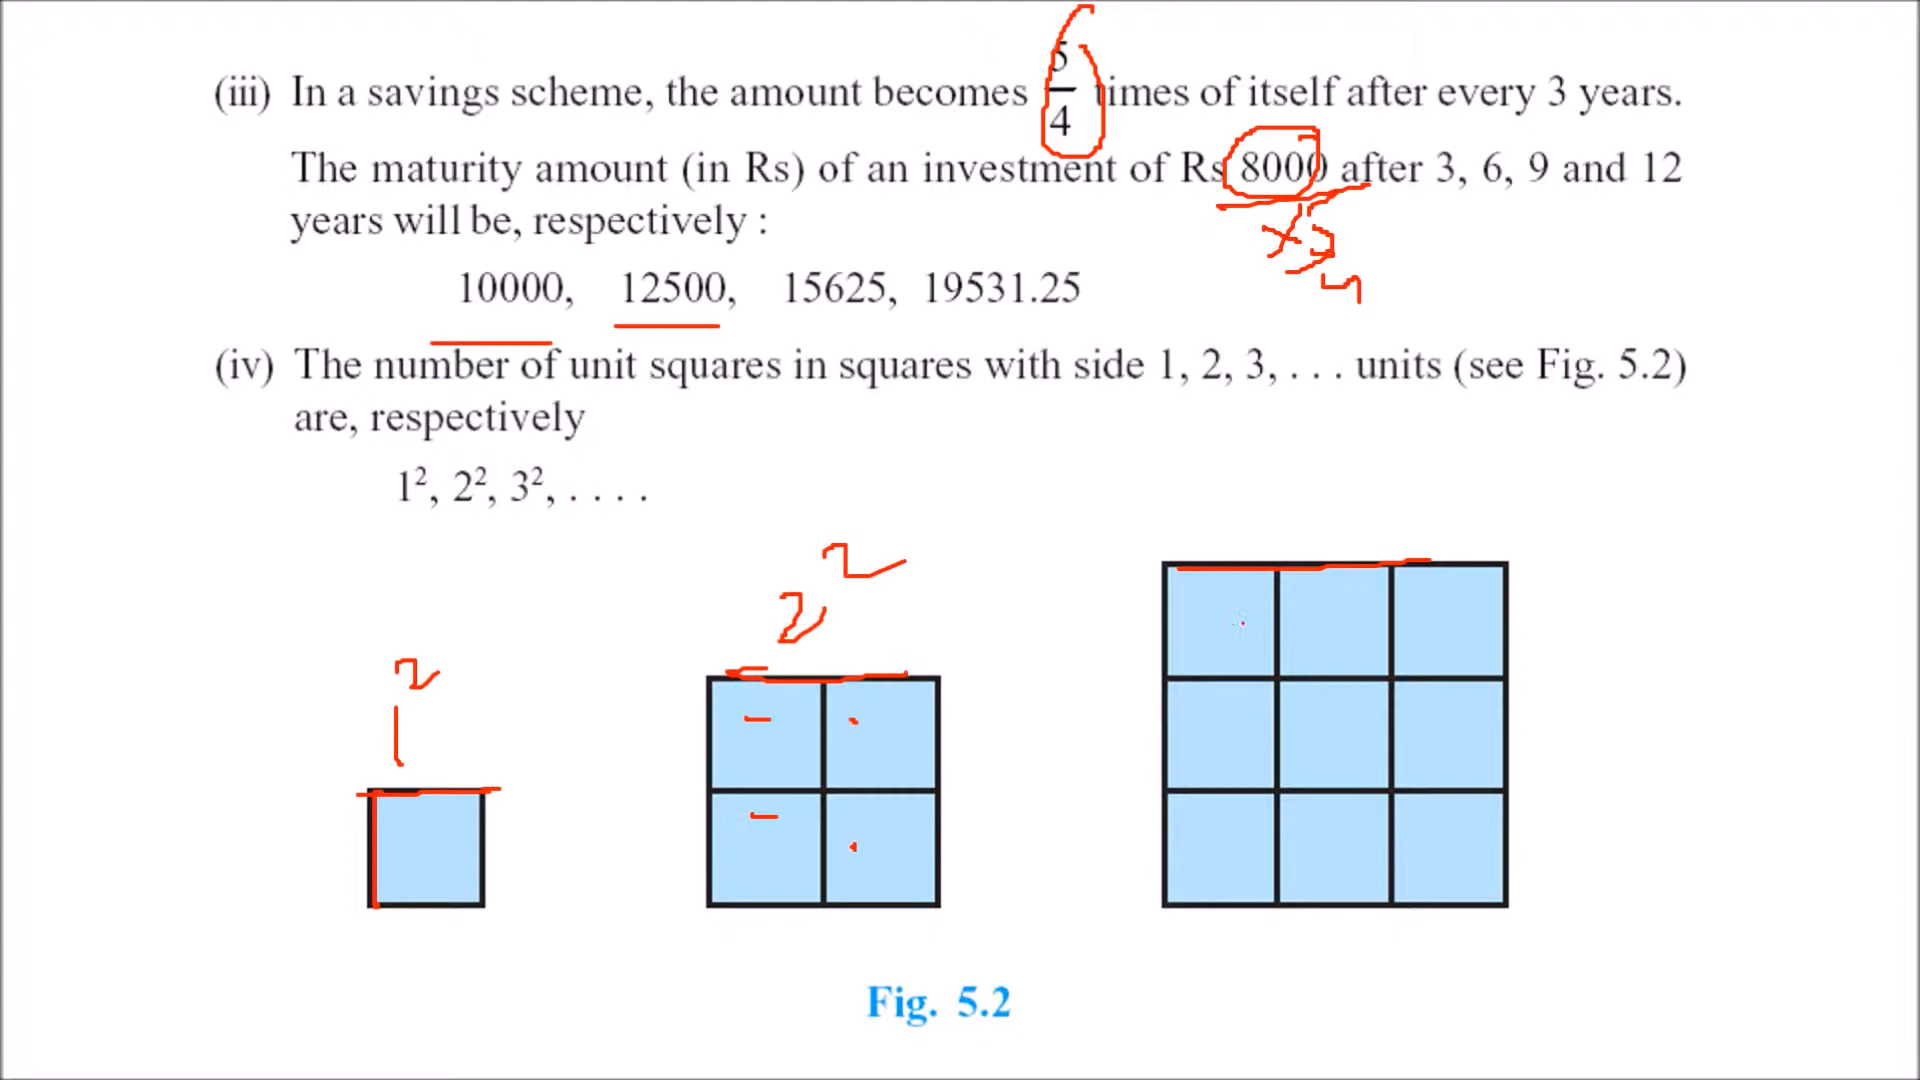 (iii) In a savings scheme, the amount becomes 5/4 times of itself after every 3 years.
The maturity amount (in Rs) of an investment of Rs 8000 after 3, 6, 9 and 12
years will be, respectively :
10000, 12500, 15625, 19531.25
(iv) The number of unit squares in squares with side 1, 2, 3, . . . units (see Fig. 5.2)
are, respectively
1², 2², 3², . . . .
1²
2²
Fig. 5.2